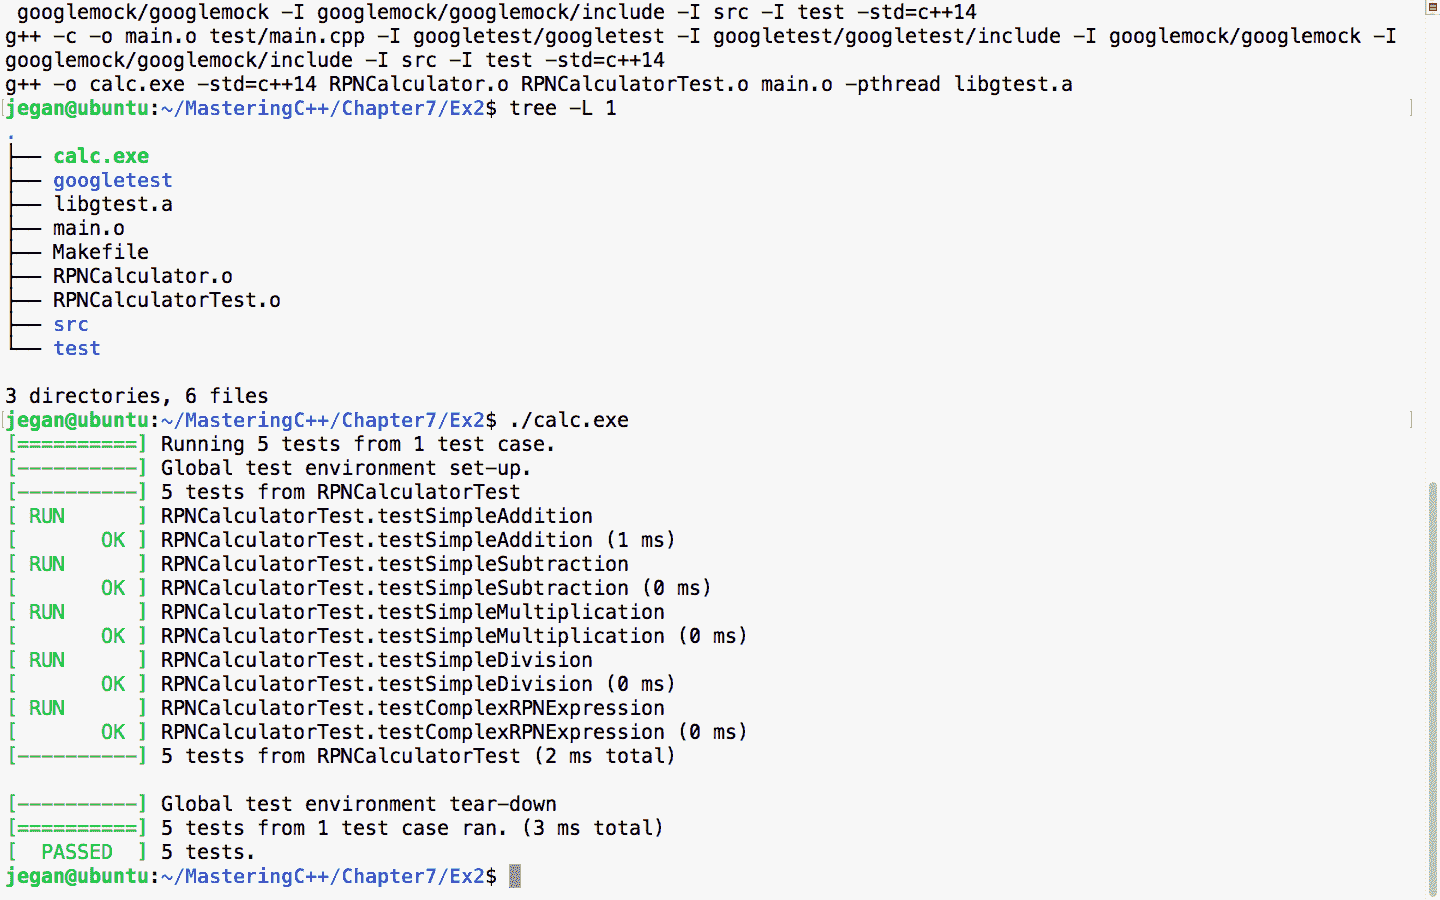 googlemock/googlemock -I googlemock/googlemock/include -I src -I test -std=c++14
g++ -c -o main.o test/main.cpp -I googletest/googletest -I googletest/googletest/include -I googlemock/googlemock -I
googlemock/googlemock/include -I src -I test -std=c++14
g++ -o calc.exe -std=c++14 RPNCalculator.o RPNCalculatorTest.o main.o -pthread libgtest.a
[jegan@ubuntu:~/MasteringC++/Chapter7/Ex2$ tree -L 1 ]
.
├── calc.exe
├── googletest
├── libgtest.a
├── main.o
├── Makefile
├── RPNCalculator.o
├── RPNCalculatorTest.o
├── src
└── test

3 directories, 6 files
[jegan@ubuntu:~/MasteringC++/Chapter7/Ex2$ ./calc.exe ]
[==========] Running 5 tests from 1 test case.
[----------] Global test environment set-up.
[----------] 5 tests from RPNCalculatorTest
[ RUN      ] RPNCalculatorTest.testSimpleAddition
[       OK ] RPNCalculatorTest.testSimpleAddition (1 ms)
[ RUN      ] RPNCalculatorTest.testSimpleSubtraction
[       OK ] RPNCalculatorTest.testSimpleSubtraction (0 ms)
[ RUN      ] RPNCalculatorTest.testSimpleMultiplication
[       OK ] RPNCalculatorTest.testSimpleMultiplication (0 ms)
[ RUN      ] RPNCalculatorTest.testSimpleDivision
[       OK ] RPNCalculatorTest.testSimpleDivision (0 ms)
[ RUN      ] RPNCalculatorTest.testComplexRPNExpression
[       OK ] RPNCalculatorTest.testComplexRPNExpression (0 ms)
[----------] 5 tests from RPNCalculatorTest (2 ms total)

[----------] Global test environment tear-down
[==========] 5 tests from 1 test case ran. (3 ms total)
[  PASSED  ] 5 tests.
jegan@ubuntu:~/MasteringC++/Chapter7/Ex2$